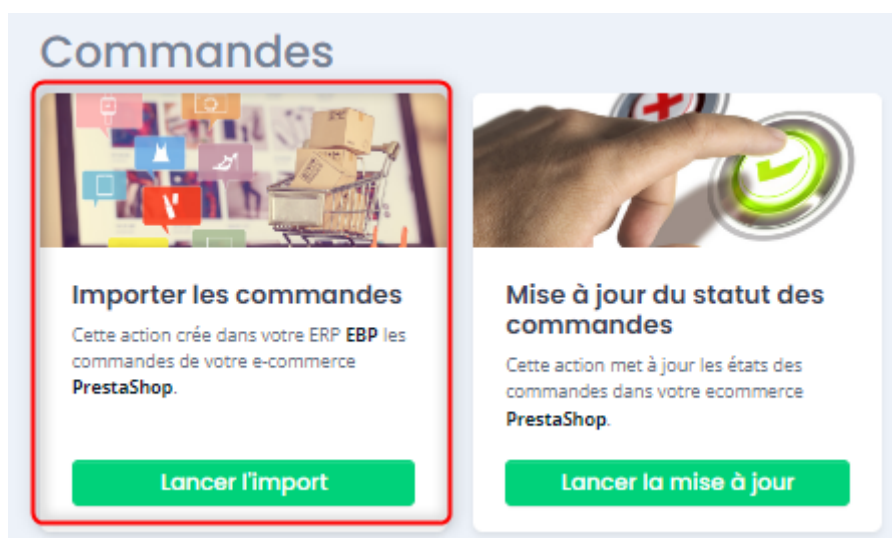 Commandes
Importer les commandes
Cette action crée dans votre ERP EBP les
commandes de votre e-commerce
PrestaShop.
Lancer l'import
Mise à jour du statut des
commandes
Cette action met à jour les états des
commandes dans votre ecommerce
PrestaShop.
Lancer la mise à jour